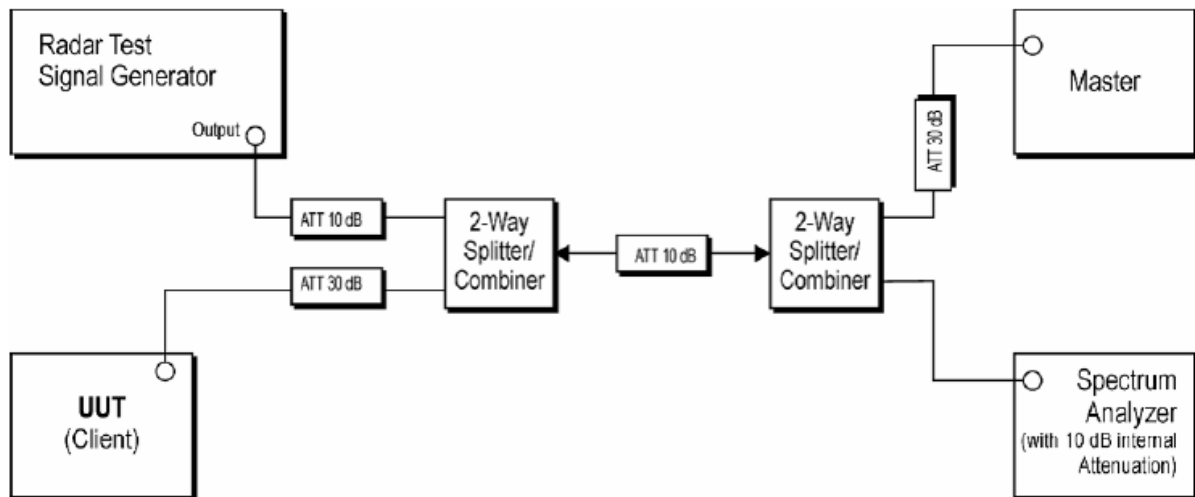 Radar Test
Signal Generator
Output
ATT 10 dB
2-Way
Splitter/
Combiner
ATT 30 dB
ATT 10 dB
2-Way
Splitter/
Combiner
ATT 30 dB
Master
UUT
(Client)
Spectrum
Analyzer
(with 10 dB internal
Attenuation)